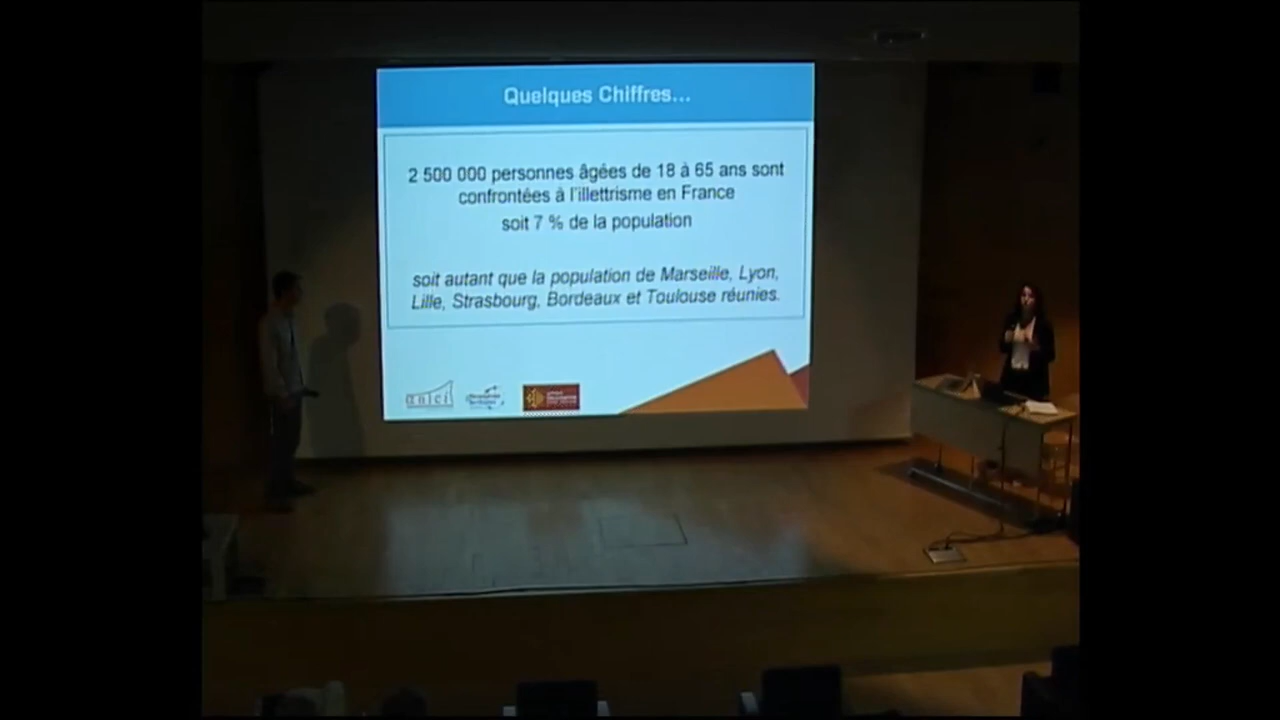 Quelques Chiffres...
2 500 000 personnes âgées de 18 à 65 ans sont
confrontées à l'illettrisme en France
soit 7 % de la population
soit autant que la population de Marseille, Lyon,
Lille, Strasbourg, Bordeaux et Toulouse réunies.